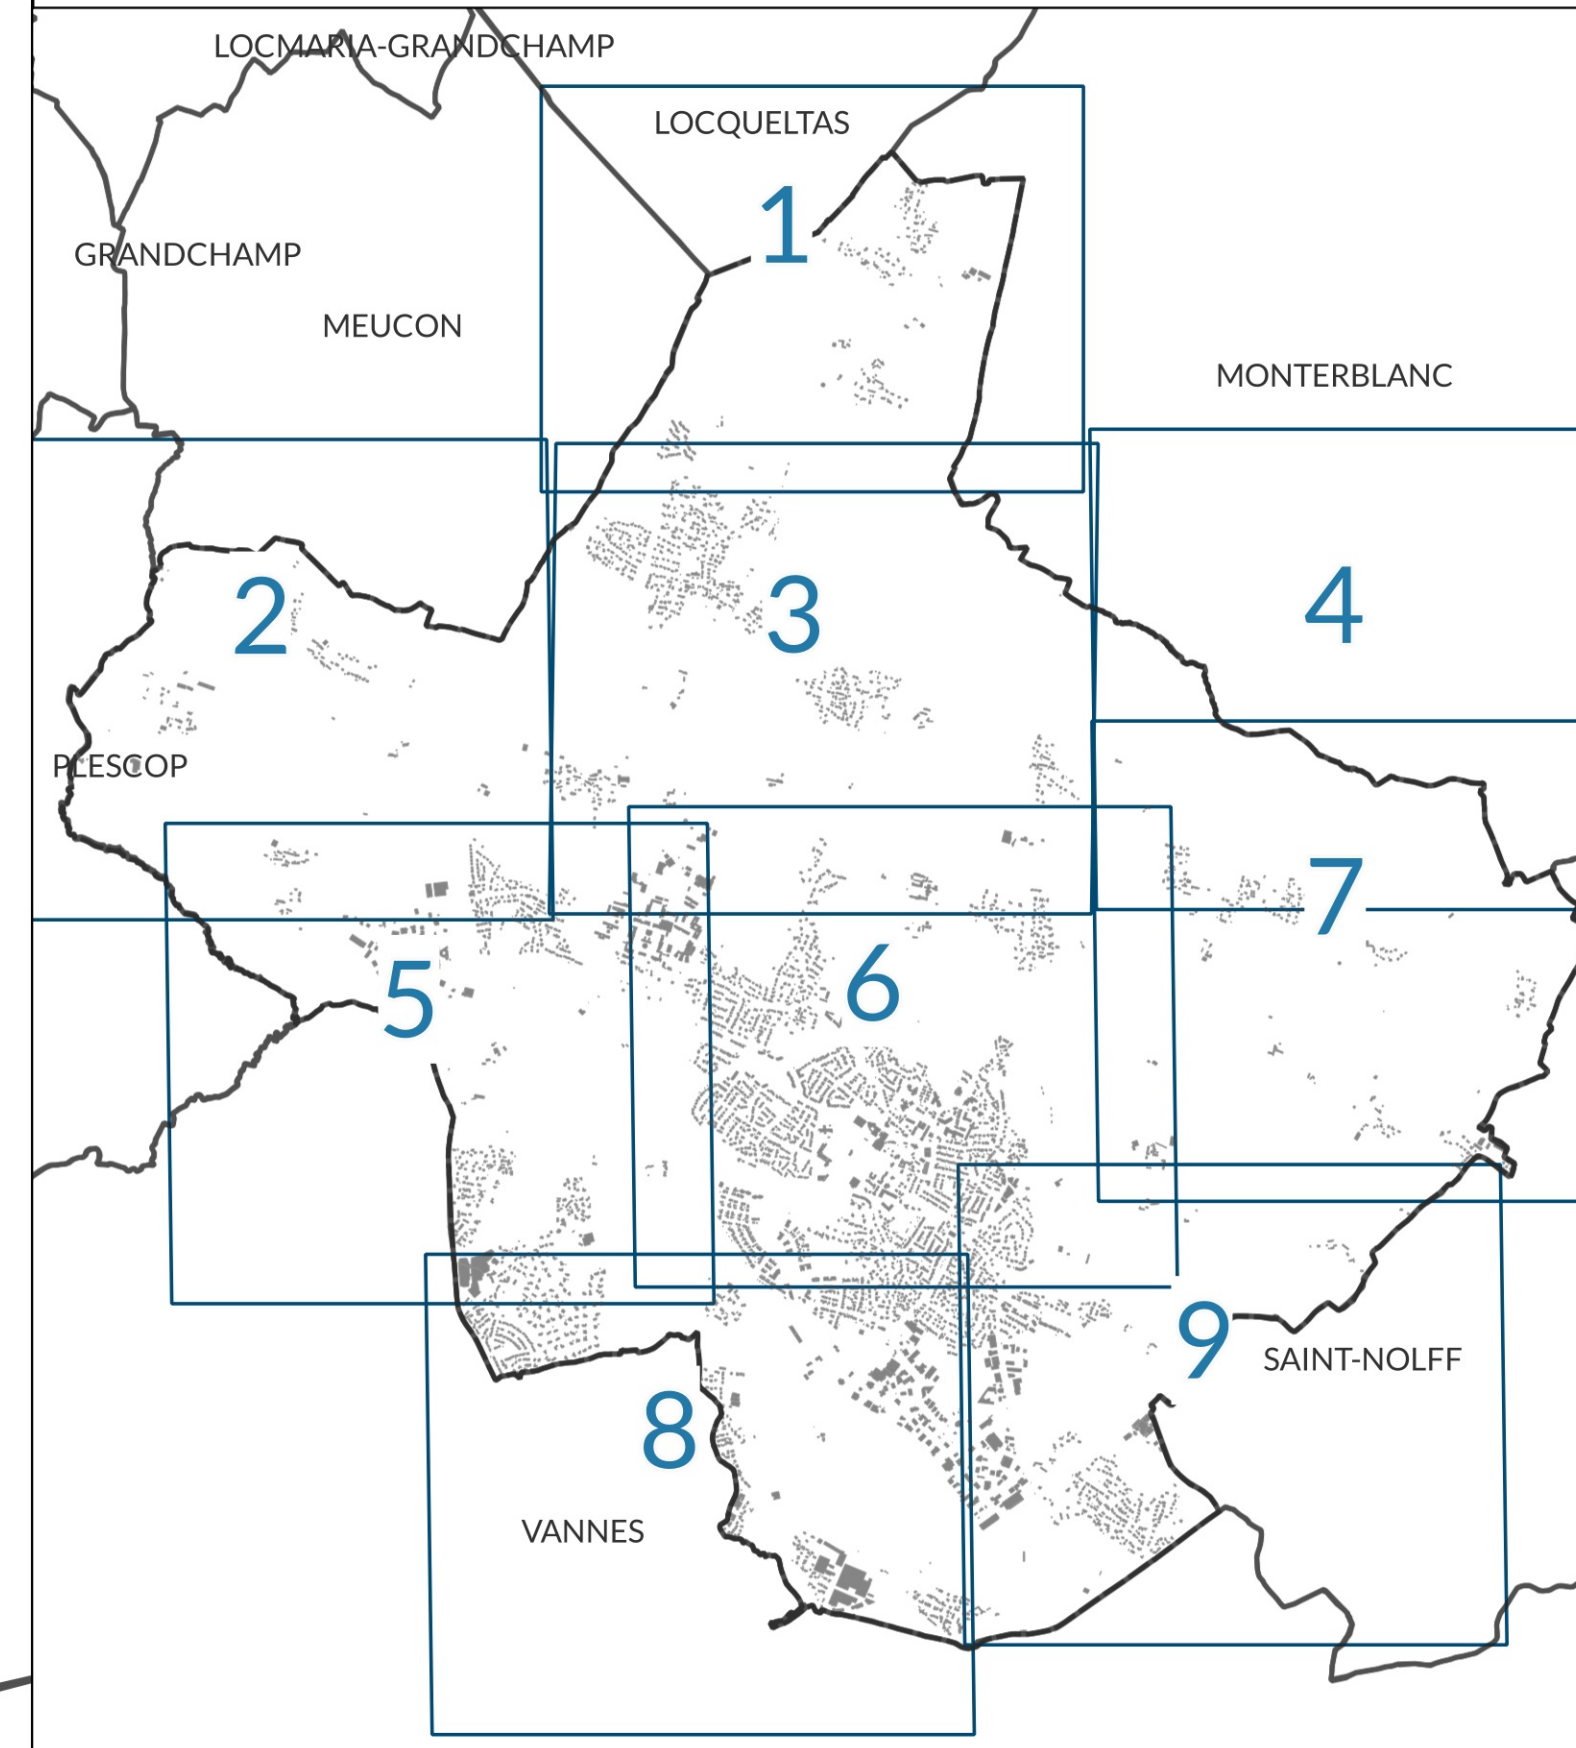 LOCMARIA-GRANDCHAMP
LOCQUELTAS
1
GRANDCHAMP
MEUCON
MONTERBLANC
2
3
4
PLESCOP
7
5
6
9
SAINT-NOLFF
8
VANNES